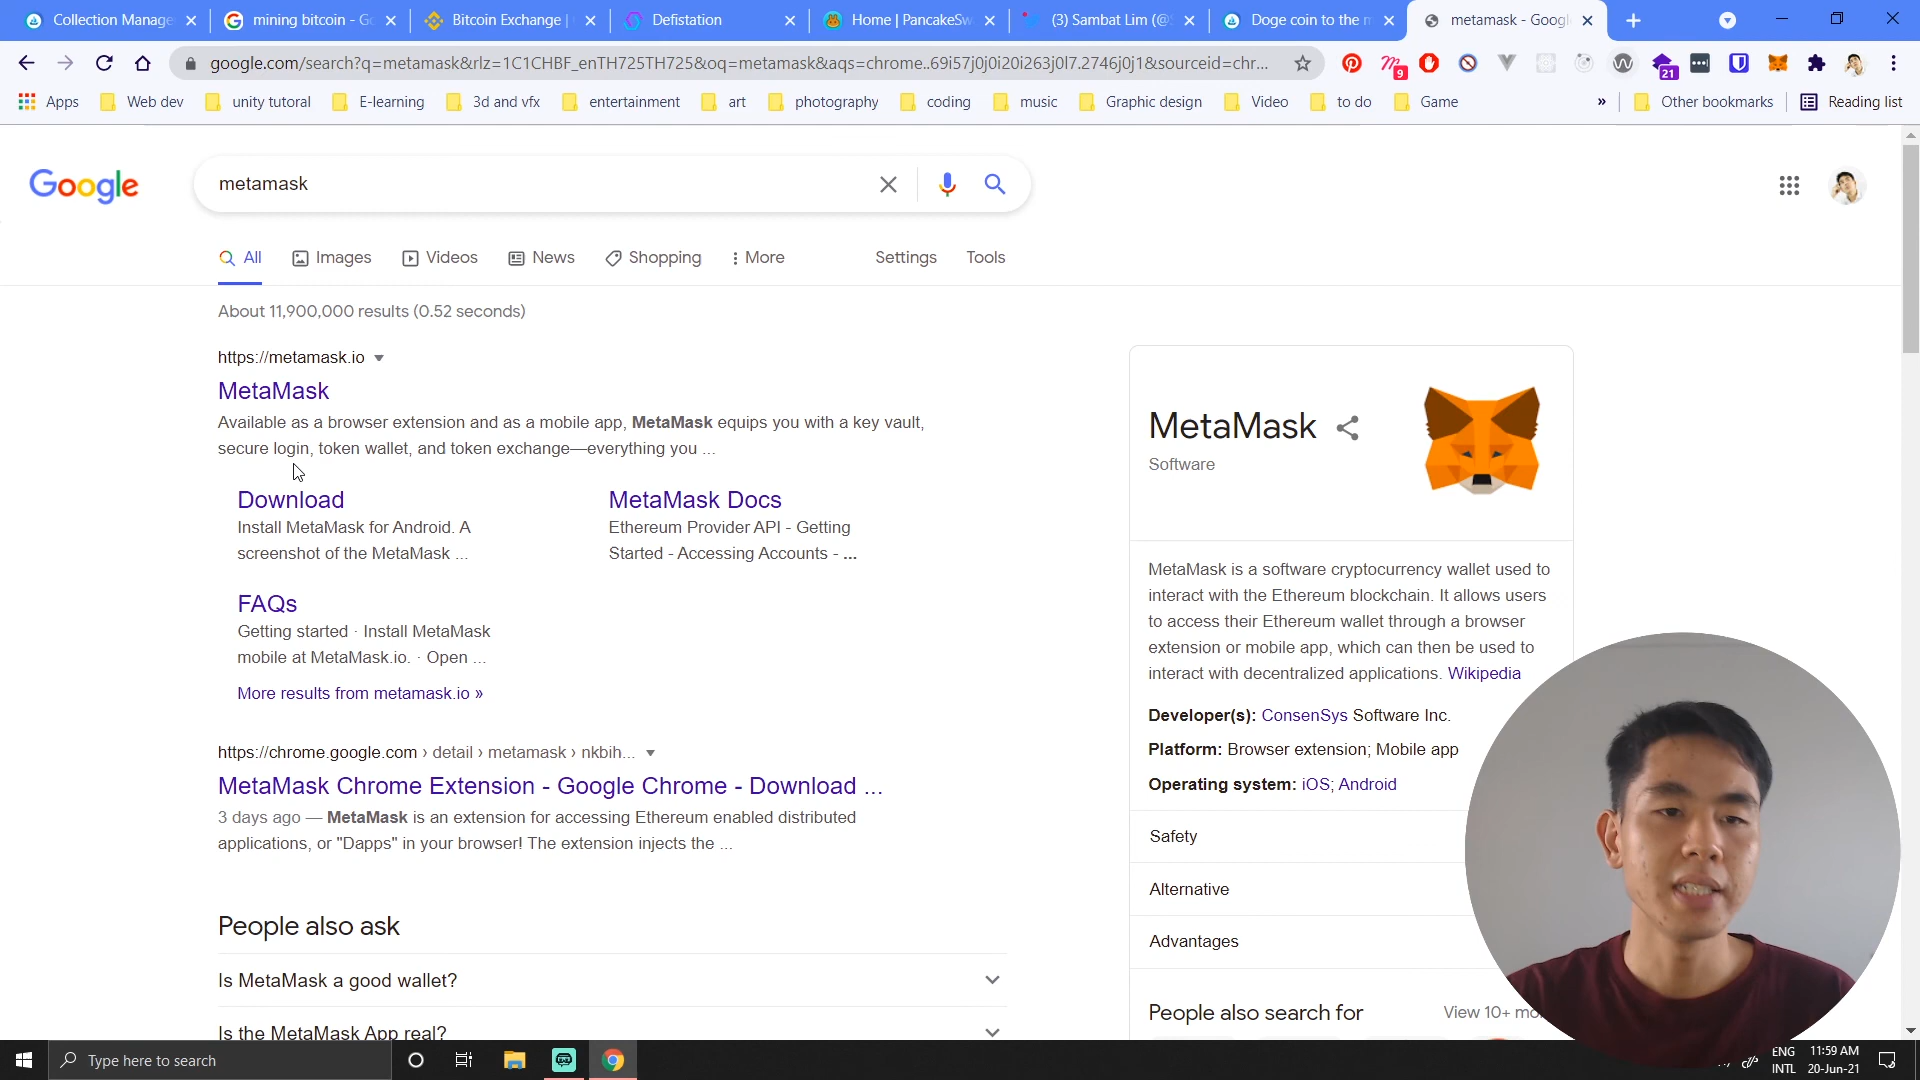 Collection Manage
mining bitcoin - Go
Bitcoin Exchange |
Defistation
Home | PancakeSw
(3) Sambat Lim (@
Doge coin to the m
metamask - Googl
google.com/search?q=metamask&rlz=1C1CHBF_enTH725TH725&oq=metamask&aqs=chrome..69i57j0j0i20i263j0l7.2746j0j1&sourceid=chr...
9
21
Apps
Web dev
unity tutoral
E-learning
3d and vfx
entertainment
art
photography
coding
music
Graphic design
Video
to do
Game
»
Other bookmarks
Reading list
Google
metamask
All
Images
Videos
News
Shopping
More
Settings
Tools
About 11,900,000 results (0.52 seconds)
https://metamask.io
MetaMask
Available as a browser extension and as a mobile app, MetaMask equips you with a key vault,
secure login, token wallet, and token exchange—everything you ...
Download
Install MetaMask for Android. A
screenshot of the MetaMask ...
MetaMask Docs
Ethereum Provider API - Getting
Started - Accessing Accounts - ...
FAQs
Getting started · Install MetaMask
mobile at MetaMask.io. · Open ...
More results from metamask.io »
https://chrome.google.com › detail › metamask › nkbih...
MetaMask Chrome Extension - Google Chrome - Download ...
3 days ago — MetaMask is an extension for accessing Ethereum enabled distributed
applications, or "Dapps" in your browser! The extension injects the ...
People also ask
Is MetaMask a good wallet?
Is the MetaMask App real?
MetaMask
Software
MetaMask is a software cryptocurrency wallet used to
interact with the Ethereum blockchain. It allows users
to access their Ethereum wallet through a browser
extension or mobile app, which can then be used to
interact with decentralized applications. Wikipedia
Developer(s): ConsenSys Software Inc.
Platform: Browser extension; Mobile app
Operating system: iOS; Android
Safety
Alternative
Advantages
People also search for
View 10+ mo
Type here to search
ENG
INTL
11:59 AM
20-Jun-21